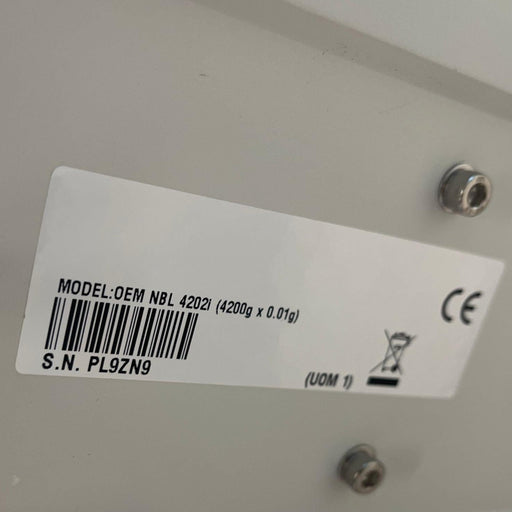 MODEL:OEM NBL 4202i (4200g x 0.01g)
S.N. PL9ZN9
(UOM 1)
CE